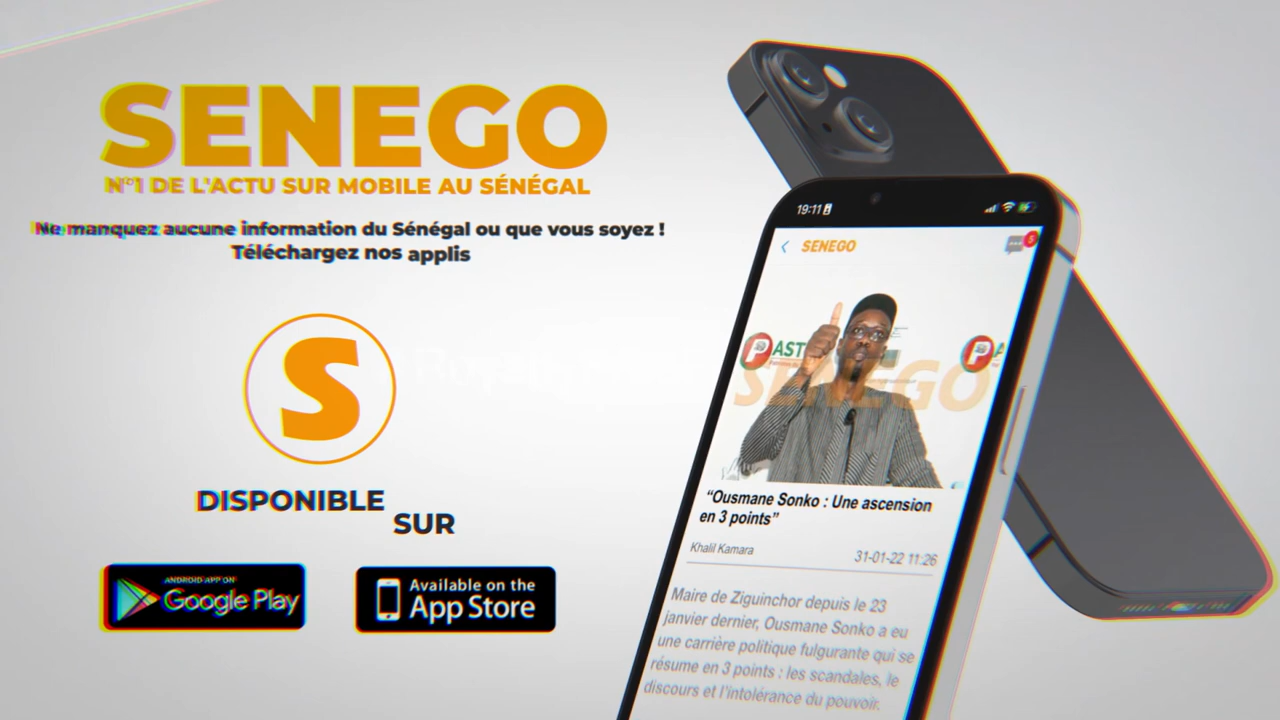 SENEGO
N°1 DE L'ACTU SUR MOBILE AU SÉNÉGAL
Ne manquez aucune information du Sénégal ou que vous soyez !
Téléchargez nos applis
S
DISPONIBLE
SUR
ANDROID APP ON
Google Play
Available on the
App Store
19:11
SENEGO
5
PAST
PA
SENEGO
“Ousmane Sonko : Une ascension
en 3 points”
Khalil Kamara
31-01-22 11:26
Maire de Ziguinchor depuis le 23
janvier dernier, Ousmane Sonko a eu
une carrière politique fulgurante qui se
résume en 3 points : les scandales, le
discours et l'intolérance du pouvoir.